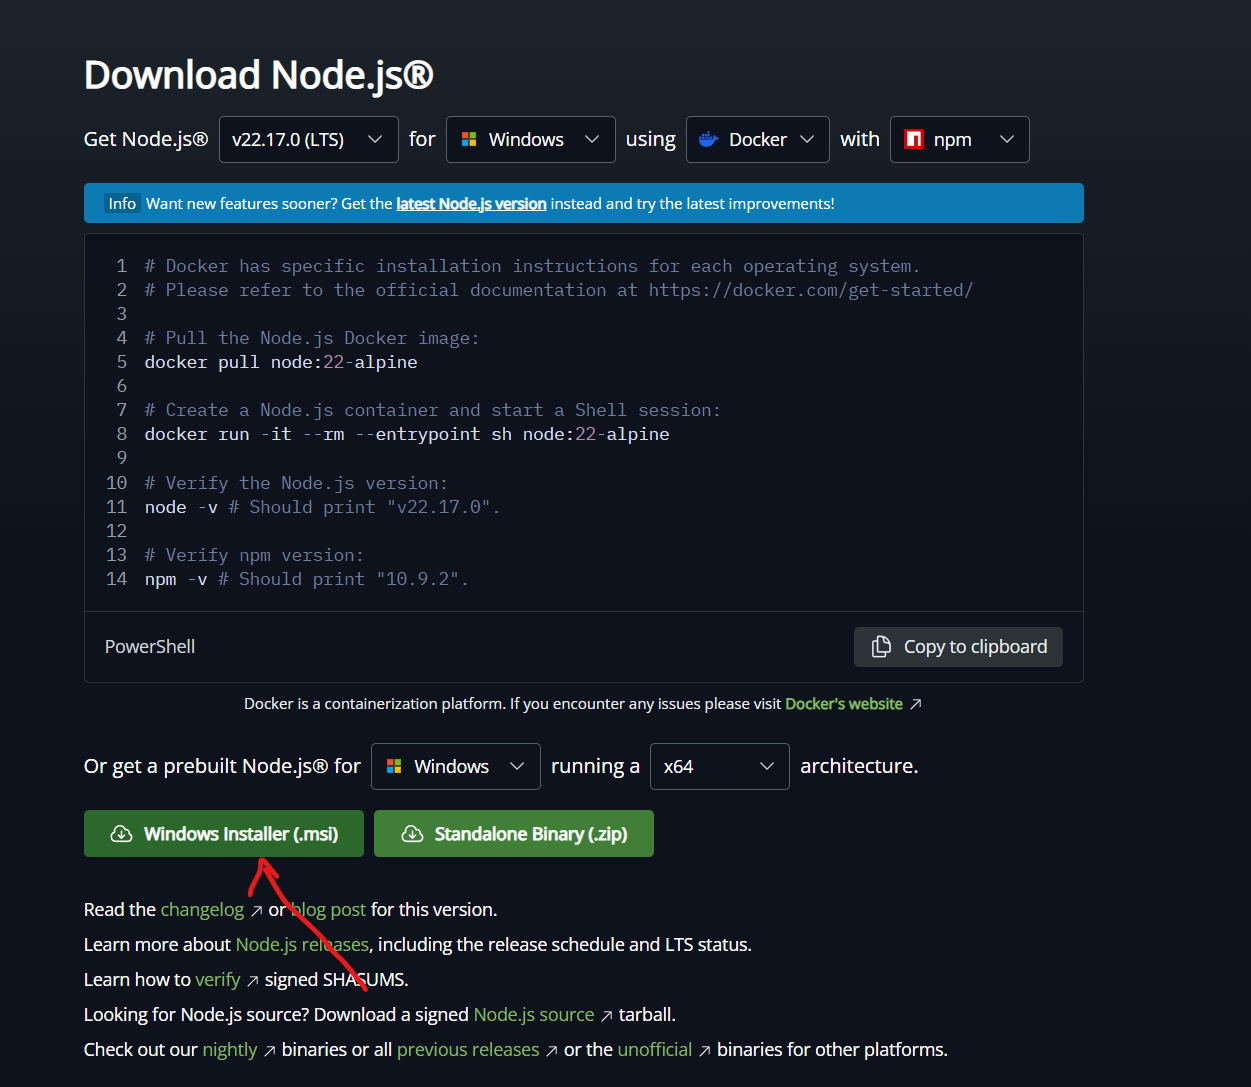 Download Node.js®
Get Node.js® v22.17.0 (LTS) for Windows using Docker with npm
Info Want new features sooner? Get the latest Node.js version instead and try the latest improvements!
1 # Docker has specific installation instructions for each operating system.
2 # Please refer to the official documentation at https://docker.com/get-started/
3
4 # Pull the Node.js Docker image:
5 docker pull node:22-alpine
6
7 # Create a Node.js container and start a Shell session:
8 docker run -it --rm --entrypoint sh node:22-alpine
9
10 # Verify the Node.js version:
11 node -v # Should print "v22.17.0".
12
13 # Verify npm version:
14 npm -v # Should print "10.9.2".
PowerShell Copy to clipboard
Docker is a containerization platform. If you encounter any issues please visit Docker's website
Or get a prebuilt Node.js® for Windows running a x64 architecture.
Windows Installer (.msi) Standalone Binary (.zip)
Read the changelog or blog post for this version.
Learn more about Node.js releases, including the release schedule and LTS status.
Learn how to verify signed SHASUMS.
Looking for Node.js source? Download a signed Node.js source tarball.
Check out our nightly binaries or all previous releases or the unofficial binaries for other platforms.